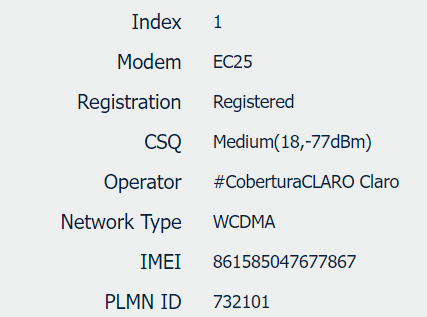 Index 1
Modem EC25
Registration Registered
CSQ Medium(18,-77dBm)
Operator #CoberturaCLARO Claro
Network Type WCDMA
IMEI 861585047677867
PLMN ID 732101